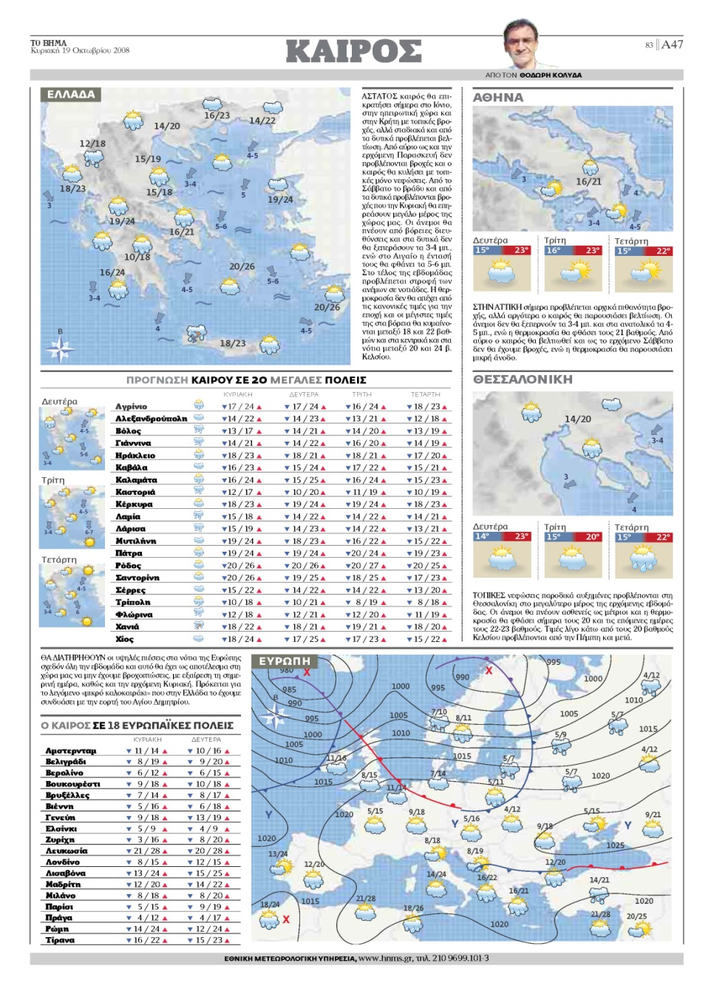 ΤΟ ΒΗΜΑ
Κυριακή 19 Οκτωβρίου 2008
ΚΑΙΡΟΣ
83 || A47
ΑΠΟ ΤΟΝ ΘΟΔΩΡΗ ΚΟΛΥΔΑ
ΕΛΛΑΔΑ
16/23
14/22
14/20
12/18
15/19
4-5
18/23
15/18
3-4
5
19/24
3
19/24
16/21
5-6
10/18
16/24
20/26
5-6
3-4
4-5
20/26
4
4-5
Β
18/23
ΑΣΤΑΤΟΣ καιρός θα επι-
κρατήσει σήμερα στο Ιόνιο,
στην ηπειρωτική χώρα και
στην Κρήτη με τοπικές βρο-
χές, αλλά σταδιακά και από
τα δυτικά προβλέπεται βελ-
τίωση. Από αύριο ως και την
ερχόμενη Παρασκευή δεν
προβλέπονται βροχές και ο
καιρός θα κυλήσει με τοπι-
κές μόνο νεφώσεις. Από το
Σάββατο το βράδυ και από
τα δυτικά προβλέπονται βρο-
χές που την Κυριακή θα επη-
ρεάσουν μεγάλο μέρος της
χώρας μας. Οι άνεμοι θα
πνέουν από βόρειες διευ-
θύνσεις και στα δυτικά δεν
θα ξεπεράσουν τα 3-4 μπ.,
ενώ στο Αιγαίο η έντασή
τους θα φθάνει τα 5-6 μπ.
Στο τέλος της εβδομάδας
προβλέπεται στροφή των
ανέμων σε νοτιάδες. Η θερ-
μοκρασία δεν θα απέχει από
τις κανονικές τιμές για την
εποχή και οι μέγιστες τιμές
της στα βόρεια θα κυμαίνο-
νται μεταξύ 18 και 22 βαθ-
μών και στα κεντρικά και στα
νότια μεταξύ 20 και 24 β.
Κελσίου.
ΑΘΗΝΑ
3
16/21
4
3-4
4-5
Δευτέρα Τρίτη Τετάρτη
15° 23° 16° 23° 15° 22°
ΣΤΗΝ ΑΤΤΙΚΗ σήμερα προβλέπεται αρχικά πιθανότητα βρο-
χής, αλλά αργότερα ο καιρός θα παρουσιάσει βελτίωση. Οι
άνεμοι δεν θα ξεπερνούν τα 3-4 μπ. και στα ανατολικά τα 4-
5 μπ., ενώ η θερμοκρασία θα φθάσει τους 21 βαθμούς. Από
αύριο ο καιρός θα βελτιωθεί και ως το ερχόμενο Σάββατο
δεν θα έχουμε βροχές, ενώ η θερμοκρασία θα παρουσιάσει
μικρή άνοδο.
ΠΡΟΓΝΩΣΗ ΚΑΙΡΟΥ ΣΕ 20 ΜΕΓΑΛΕΣ ΠΟΛΕΙΣ
ΚΥΡΙΑΚΗ ΔΕΥΤΕΡΑ ΤΡΙΤΗ ΤΕΤΑΡΤΗ
Αγρίνιο ▼17 / 24▲ ▼17 / 24▲ ▼16 / 24▲ ▼18 / 23▲
Αλεξανδρούπολη ▼14 / 22▲ ▼14 / 23▲ ▼13 / 21▲ ▼12 / 18▲
Βόλος ▼13 / 17▲ ▼14 / 21▲ ▼14 / 20▲ ▼13 / 19▲
Γιάννινα ▼14 / 21▲ ▼14 / 22▲ ▼16 / 20▲ ▼14 / 19▲
Ηράκλειο ▼18 / 23▲ ▼18 / 21▲ ▼18 / 21▲ ▼17 / 20▲
Καβάλα ▼16 / 23▲ ▼15 / 24▲ ▼17 / 22▲ ▼15 / 21▲
Καλαμάτα ▼16 / 24▲ ▼15 / 25▲ ▼16 / 24▲ ▼15 / 23▲
Καστοριά ▼12 / 17▲ ▼10 / 20▲ ▼11 / 19▲ ▼10 / 19▲
Κέρκυρα ▼18 / 23▲ ▼19 / 24▲ ▼19 / 24▲ ▼18 / 23▲
Λαμία ▼15 / 18▲ ▼14 / 22▲ ▼14 / 22▲ ▼14 / 21▲
Λάρισα ▼15 / 19▲ ▼14 / 23▲ ▼14 / 22▲ ▼13 / 21▲
Μυτιλήνη ▼19 / 24▲ ▼18 / 23▲ ▼16 / 22▲ ▼15 / 22▲
Πάτρα ▼19 / 24▲ ▼19 / 24▲ ▼20 / 24▲ ▼19 / 23▲
Ρόδος ▼20 / 26▲ ▼20 / 26▲ ▼20 / 27▲ ▼20 / 25▲
Σαντορίνη ▼20 / 26▲ ▼19 / 25▲ ▼18 / 25▲ ▼17 / 23▲
Σέρρες ▼15 / 22▲ ▼14 / 22▲ ▼14 / 22▲ ▼13 / 20▲
Τρίπολη ▼10 / 18▲ ▼10 / 21▲ ▼8 / 19▲ ▼8 / 18▲
Φλώρινα ▼12 / 18▲ ▼12 / 21▲ ▼12 / 20▲ ▼11 / 19▲
Χανιά ▼18 / 22▲ ▼18 / 21▲ ▼19 / 21▲ ▼18 / 20▲
Χίος ▼18 / 24▲ ▼17 / 25▲ ▼17 / 23▲ ▼15 / 22▲
Δευτέρα
4-5
5-6
3-4
Τρίτη
4-5
3-4 6-7
Τετάρτη
4-5
3-4 6
ΘΕΣΣΑΛΟΝΙΚΗ
14/20
3-4
3
4
Δευτέρα Τρίτη Τετάρτη
14° 23° 15° 20° 15° 22°
ΤΟΠΙΚΕΣ νεφώσεις παροδικά αυξημένες προβλέπονται στη
Θεσσαλονίκη στο μεγαλύτερο μέρος της ερχόμενης εβδομά-
δας. Οι άνεμοι θα πνέουν ασθενείς ως μέτριοι και η θερμο-
κρασία θα φθάσει σήμερα τους 20 και τις επόμενες ημέρες
τους 22-23 βαθμούς. Τιμές λίγο κάτω από τους 20 βαθμούς
Κελσίου προβλέπονται από την Πέμπτη και μετά.
ΘΑ ΔΙΑΤΗΡΗΘΟΥΝ οι υψηλές πιέσεις στα νότια της Ευρώπης
σχεδόν όλη την εβδομάδα και αυτό θα έχει ως αποτέλεσμα στη
χώρα μας να μην έχουμε βροχοπτώσεις, με εξαίρεση τη σημε-
ρινή ημέρα, καθώς και την ερχόμενη Κυριακή. Πρόκειται για
το λεγόμενο «μικρό καλοκαιράκι» που στην Ελλάδα το έχουμε
συνδυάσει με την εορτή του Αγίου Δημητρίου.
Ο ΚΑΙΡΟΣ ΣΕ 18 ΕΥΡΩΠΑΪΚΕΣ ΠΟΛΕΙΣ
ΚΥΡΙΑΚΗ ΔΕΥΤΕΡΑ
Αμστερνταμ ▼ 11 / 14 ▲ ▼ 10 / 16 ▲
Βελιγράδι ▼ 8 / 19 ▲ ▼ 9 / 20 ▲
Βερολίνο ▼ 6 / 12 ▲ ▼ 6 / 15 ▲
Βουκουρέστι ▼ 9 / 18 ▲ ▼ 10 / 18 ▲
Βρυξέλλες ▼ 7 / 14 ▲ ▼ 8 / 17 ▲
Βιέννη ▼ 5 / 16 ▲ ▼ 6 / 18 ▲
Γενεύη ▼ 9 / 18 ▲ ▼ 13 / 19 ▲
Ελσίνκι ▼ 5 / 9 ▲ ▼ 4 / 9 ▲
Ζυρίχη ▼ 3 / 16 ▲ ▼ 8 / 20 ▲
Λευκωσία ▼ 21 / 28 ▲ ▼ 20 / 28 ▲
Λονδίνο ▼ 8 / 15 ▲ ▼ 12 / 15 ▲
Λισαβόνα ▼ 13 / 24 ▲ ▼ 15 / 25 ▲
Μαδρίτη ▼ 12 / 20 ▲ ▼ 14 / 22 ▲
Μιλάνο ▼ 8 / 18 ▲ ▼ 8 / 20 ▲
Παρίσι ▼ 5 / 15 ▲ ▼ 9 / 19 ▲
Πράγα ▼ 4 / 12 ▲ ▼ 4 / 17 ▲
Ρώμη ▼ 14 / 24 ▲ ▼ 12 / 24 ▲
Τίρανα ▼ 16 / 22 ▲ ▼ 15 / 23 ▲
ΕΥΡΩΠΗ
980 Χ
985
Β
990
995
1000
1005
1010
1015
Χ
990
995
995
1000
1000
4/12
1010
1005
1005
7/10
8/11
5/7
1010
1015
5/9
1015
5/7
4/12
11/16
8/15
7/14
5/7
1020
11/14
5/11
Υ
1020
5/15
9/18
Υ
5/16
4/12
9/18
5/15
Υ
9/21
1020
1025
8/18
8/19
13/24
12/20
12/20
14/24
16/22
14/21
18/24
Χ
1015
21/28
18/26
16/21
1020
1020
21/28
20/25
ΕΘΝΙΚΗ ΜΕΤΕΩΡΟΛΟΓΙΚΗ ΥΠΗΡΕΣΙΑ, www.hnms.gr, τηλ. 210 9699.101-3